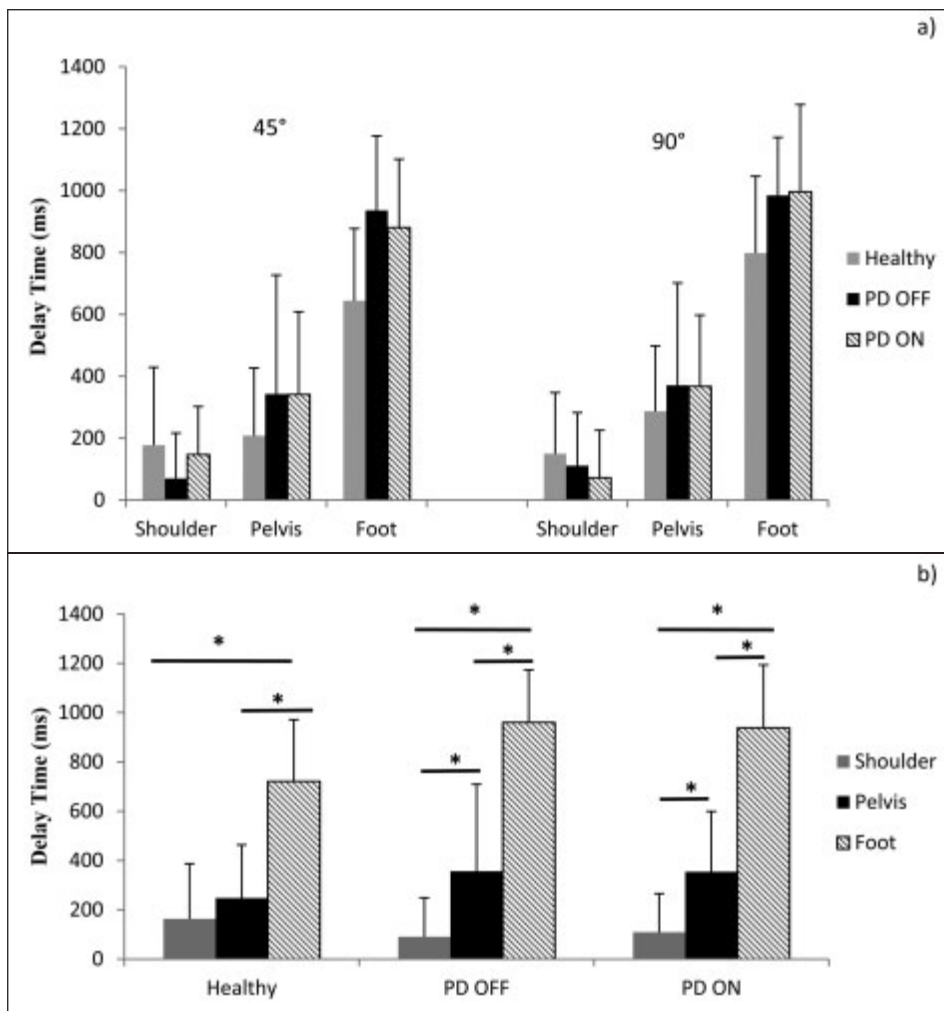 a)
1400
1200
1000
800
600
400
200
0
Delay Time (ms)
45°
90°
Healthy
PD OFF
PD ON
Shoulder Pelvis Foot Shoulder Pelvis Foot
b)
1400
1200
1000
800
600
400
200
0
Delay Time (ms)
* * *
* * *
* *
Shoulder
Pelvis
Foot
Healthy PD OFF PD ON